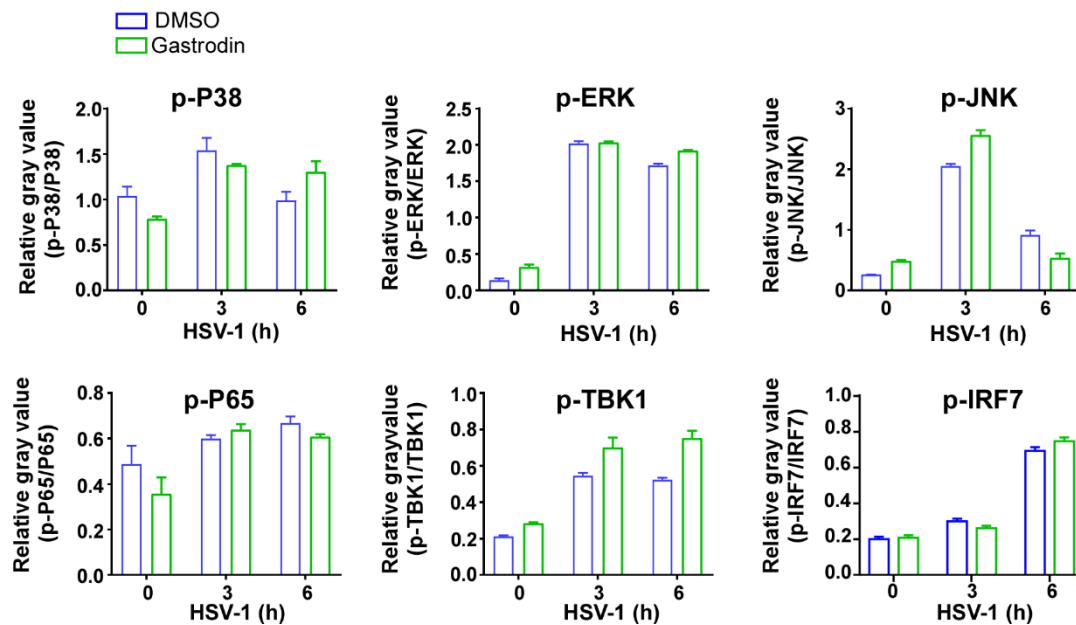 DMSO
Gastrodin
p-P38
Relative gray value
(p-P38/P38)
2.0
1.5
1.0
0.5
0.0
0 3 6
HSV-1 (h)
p-ERK
Relative gray value
(p-ERK/ERK)
2.5
2.0
1.5
1.0
0.5
0.0
0 3 6
HSV-1 (h)
p-JNK
Relative gray value
(p-JNK/JNK)
3
2
1
0
0 3 6
HSV-1 (h)
p-P65
Relative gray value
(p-P65/P65)
0.8
0.6
0.4
0.2
0.0
0 3 6
HSV-1 (h)
p-TBK1
Relative grayvalue
(p-TBK1/TBK1)
1.0
0.8
0.6
0.4
0.2
0.0
0 3 6
HSV-1 (h)
p-IRF7
Relative gray value
(p-IRF7/IRF7)
1.0
0.8
0.6
0.4
0.2
0.0
0 3 6
HSV-1 (h)